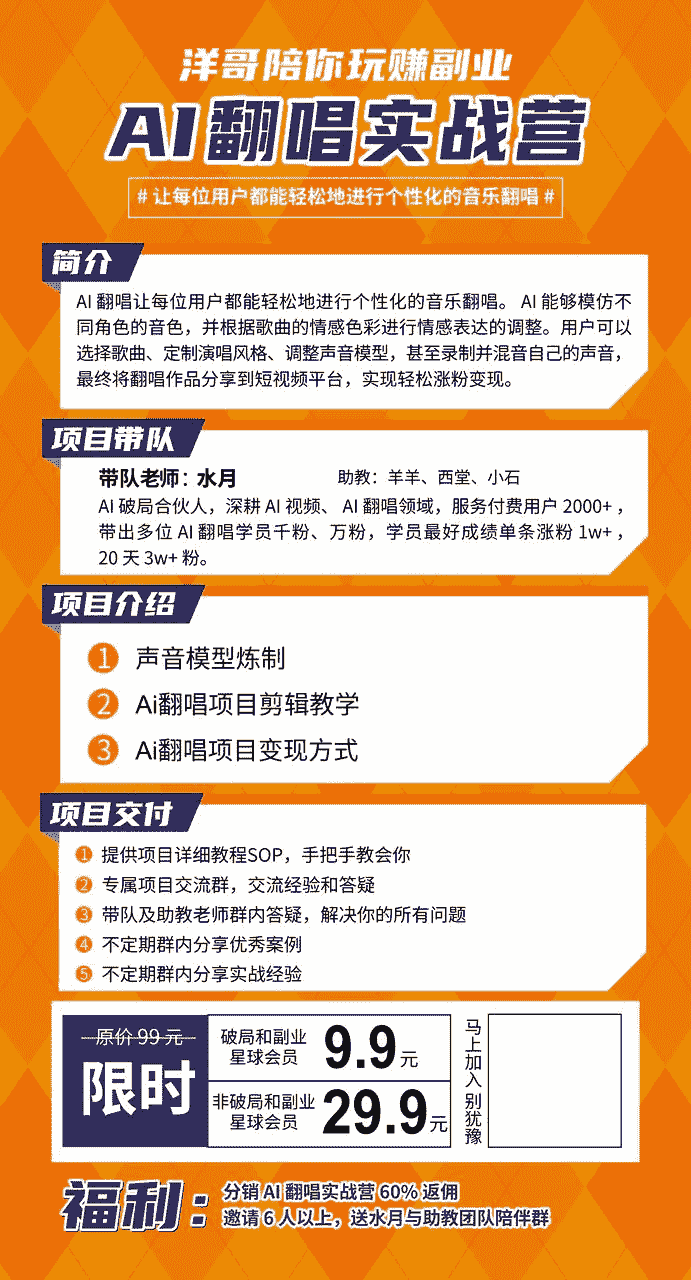 洋哥陪你玩赚副业
AI翻唱实战营
# 让每位用户都能轻松地进行个性化的音乐翻唱 #
简介
AI 翻唱让每位用户都能轻松地进行个性化的音乐翻唱。 AI 能够模仿不
同角色的音色，并根据歌曲的情感色彩进行情感表达的调整。用户可以
选择歌曲、定制演唱风格、调整声音模型，甚至录制并混音自己的声音，
最终将翻唱作品分享到短视频平台，实现轻松涨粉变现。
项目带队
带队老师：水月 助教：羊羊、西堂、小石
AI 破局合伙人，深耕 AI 视频、 AI 翻唱领域，服务付费用户 2000+，
带出多位 AI 翻唱学员千粉、万粉，学员最好成绩单条涨粉 1w+，
20 天 3w+ 粉。
项目介绍
1 声音模型炼制
2 Ai翻唱项目剪辑教学
3 Ai翻唱项目变现方式
项目交付
1 提供项目详细教程SOP，手把手教会你
2 专属项目交流群，交流经验和答疑
3 带队及助教老师群内答疑，解决你的所有问题
4 不定期群内分享优秀案例
5 不定期群内分享实战经验
原价 99 元
限时
破局和副业
星球会员
9.9元
非破局和副业
星球会员
29.9元
马上加入别犹豫
福利：
分销 AI 翻唱实战营 60% 返佣
邀请 6 人以上，送水月与助教团队陪伴群